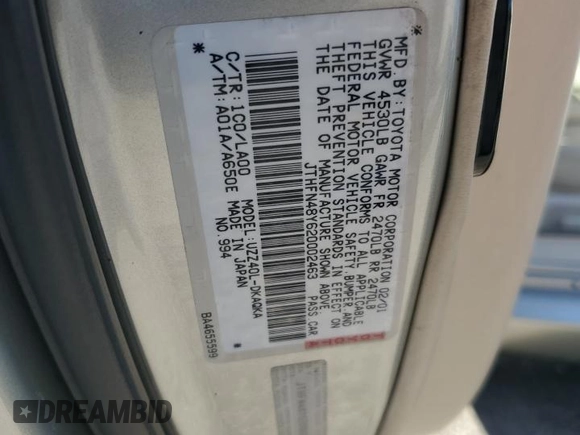 MFD. BY: TOYOTA MOTOR CORPORATION 02/01
GVWR 4530LB GAWR FR 2470LB RR 2470LB
THIS VEHICLE CONFORMS TO ALL APPLICABLE
FEDERAL MOTOR VEHICLE SAFETY, BUMPER, AND
THEFT PREVENTION STANDARDS IN EFFECT ON
THE DATE OF MANUFACTURE SHOWN ABOVE.
JTHFN48Y620002463 PASS. CAR
C/TR: 1C0/LA00 MODEL: UZZ40L-DKAQKA
A/TM: A01A/A650E MADE IN JAPAN
NO. 994
BA4655599
DREAMBID